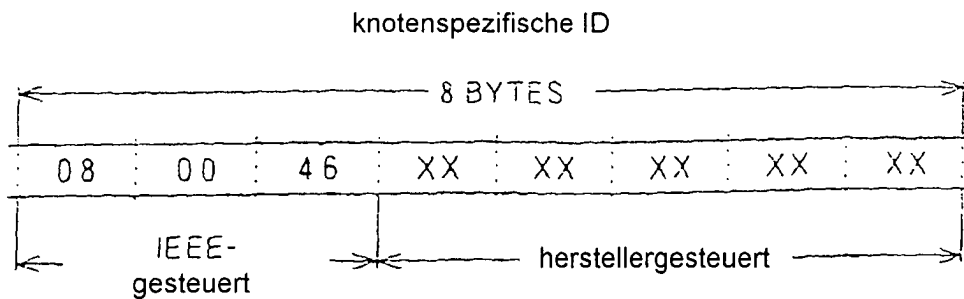 knotenspezifische ID
8 BYTES
08 00 46 XX XX XX XX XX
IEEE-
gesteuert
herstellergesteuert